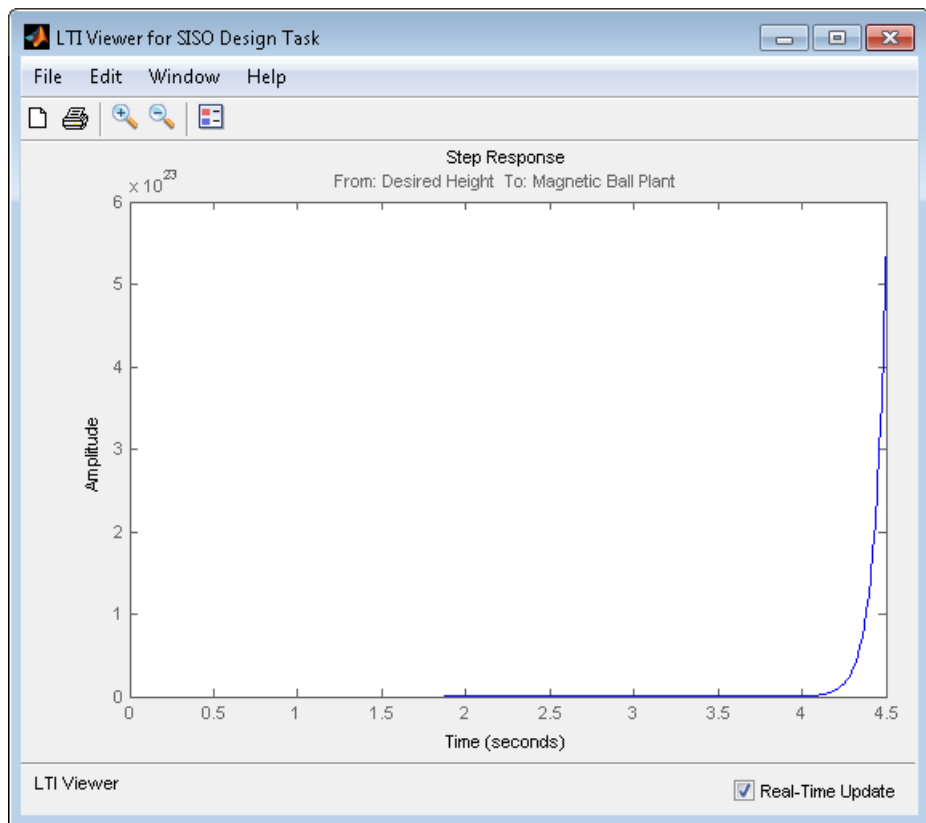 LTI Viewer for SISO Design Task
File Edit Window Help
Step Response
From: Desired Height To: Magnetic Ball Plant
x 10^23
6
5
4
3
2
1
0
Amplitude
0 0.5 1 1.5 2 2.5 3 3.5 4 4.5
Time (seconds)
LTI Viewer
Real-Time Update